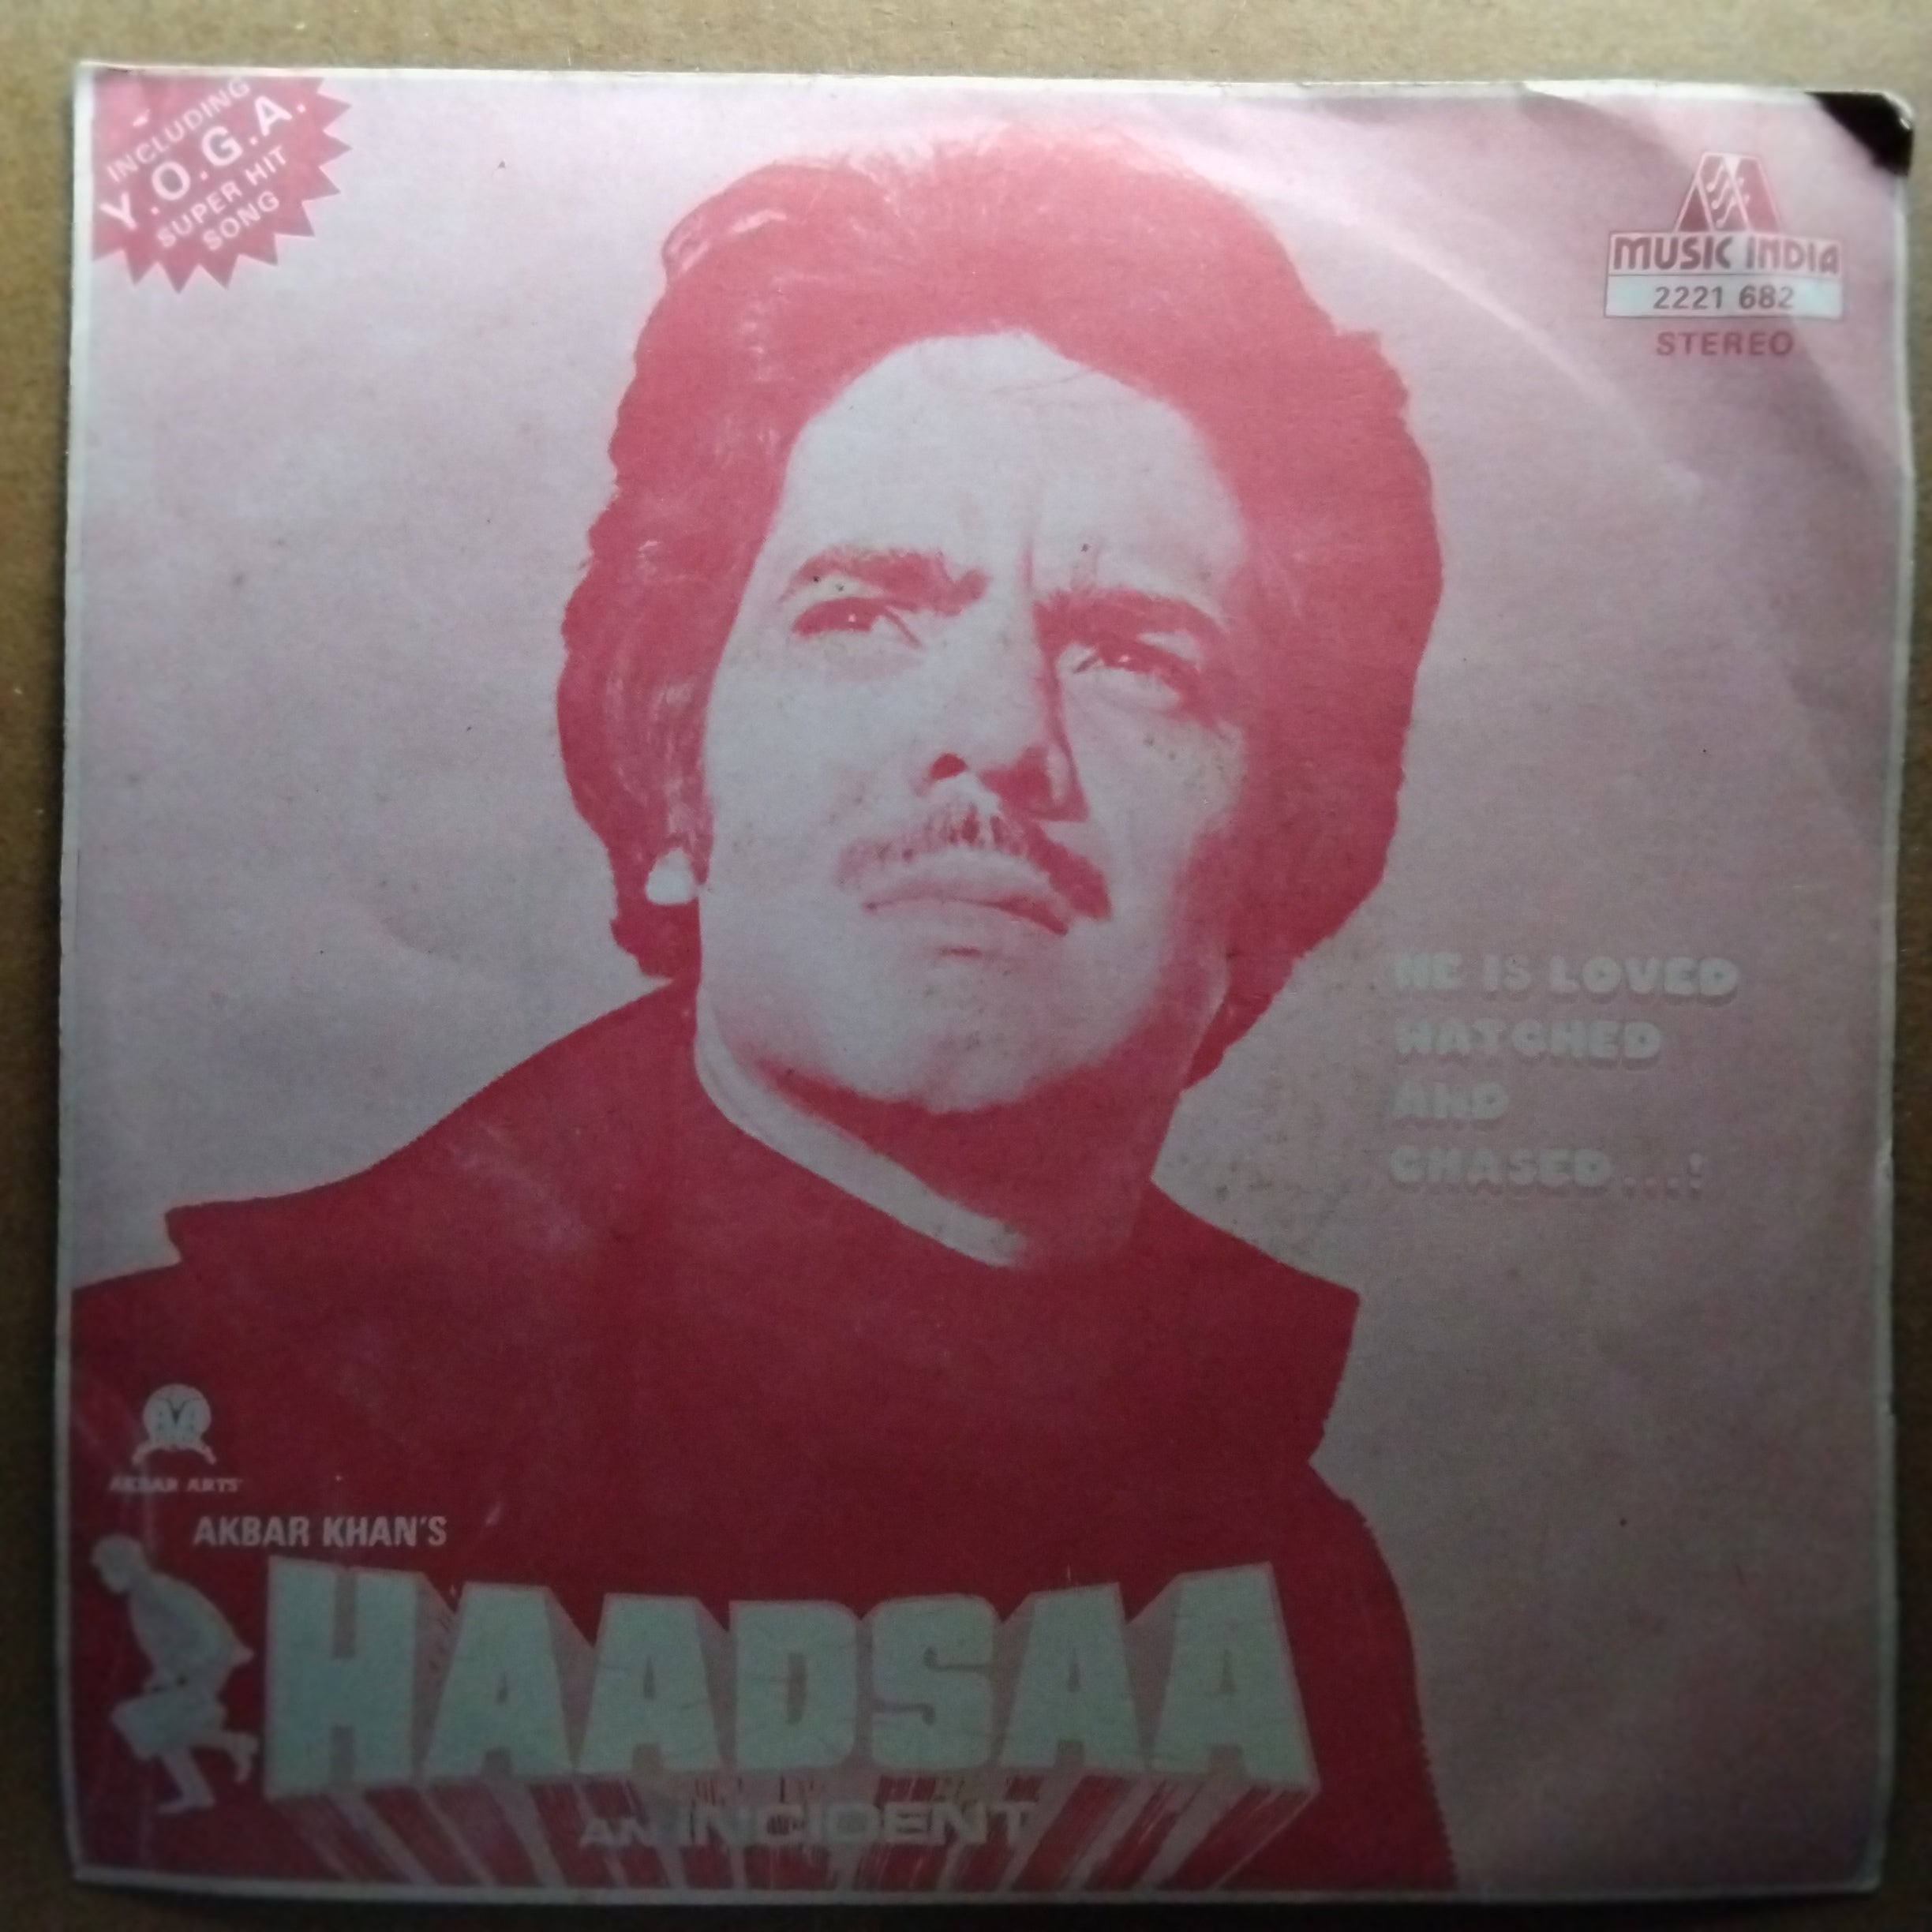 INCLUDING
Y.O.G.A.
SUPER HIT
SONG
MUSIC INDIA
2221 682
STEREO
HE IS LOVED
WATCHED
AND
CHASED...!
AKBAR ARTS'
AKBAR KHAN'S
HAADSAA
AN INCIDENT